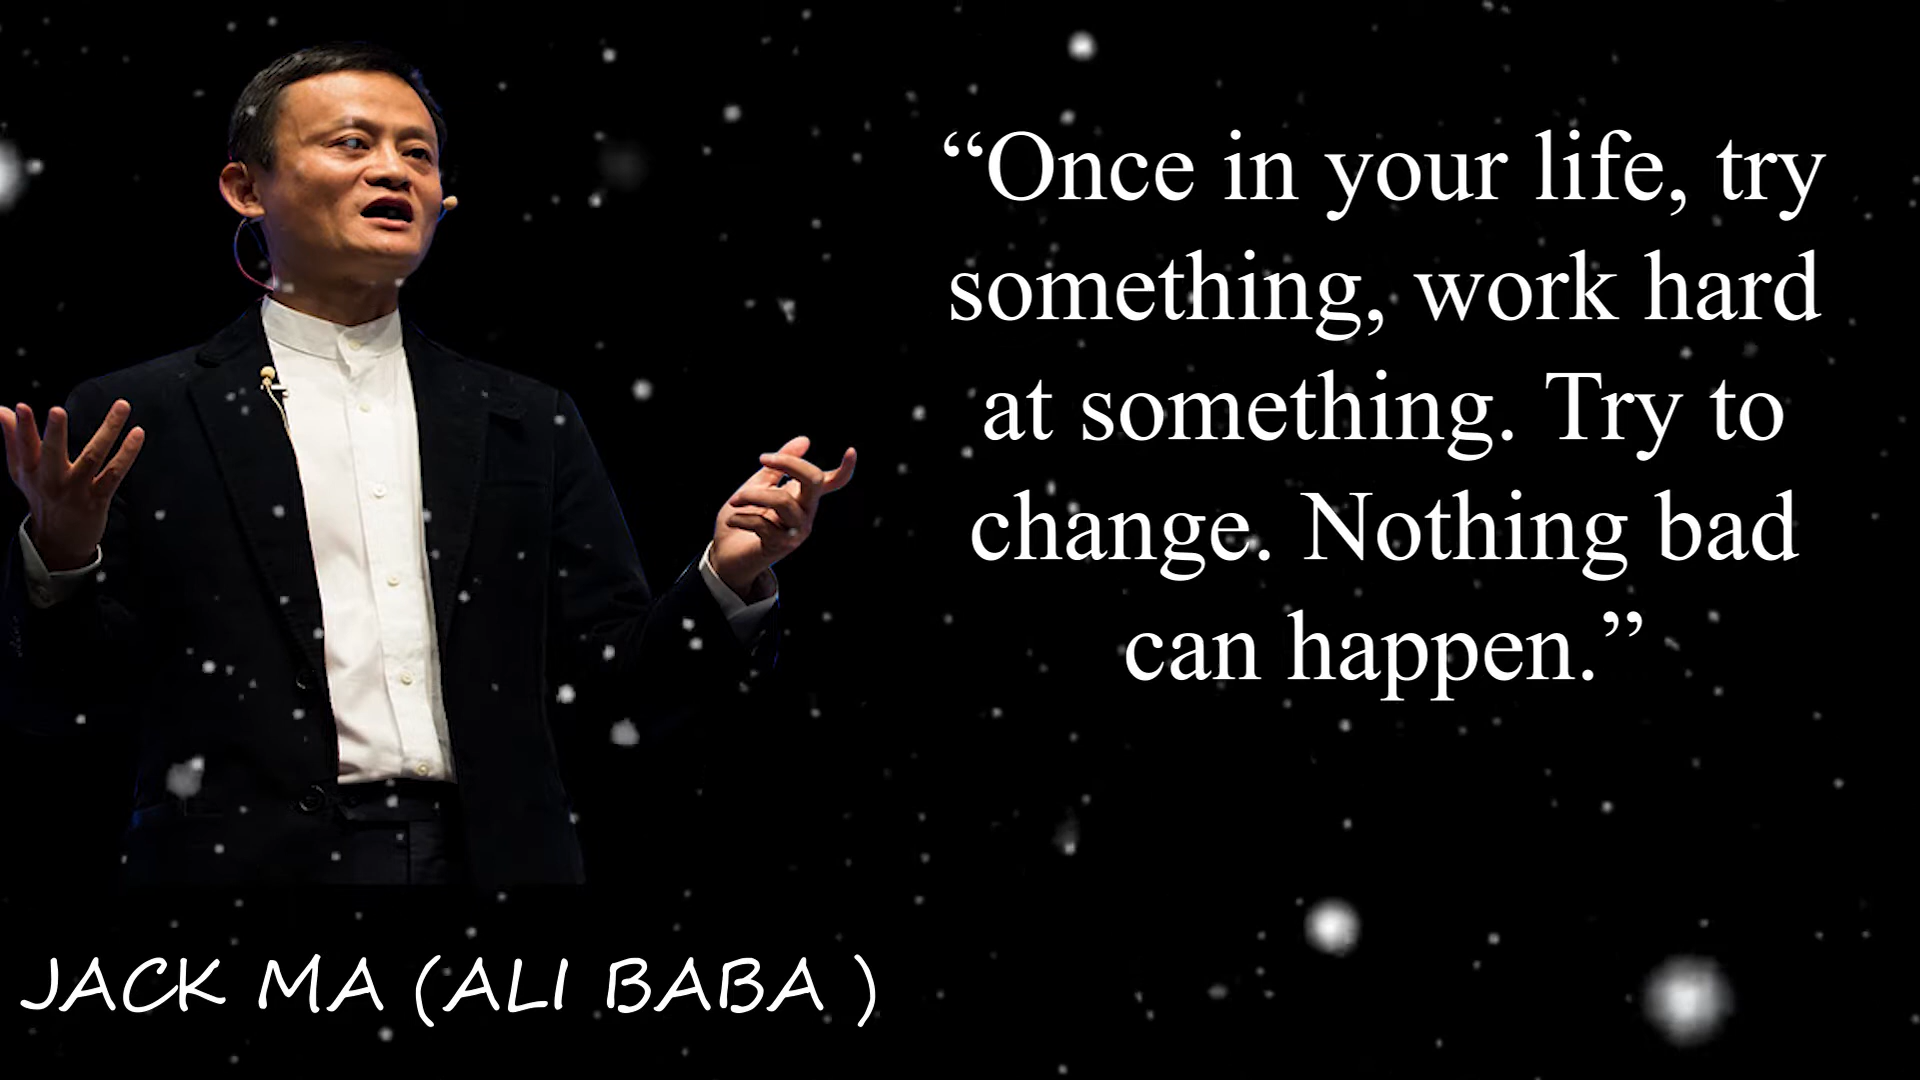 “Once in your life, try
something, work hard
at something. Try to
change. Nothing bad
can happen.”
JACK MA (ALI BABA )